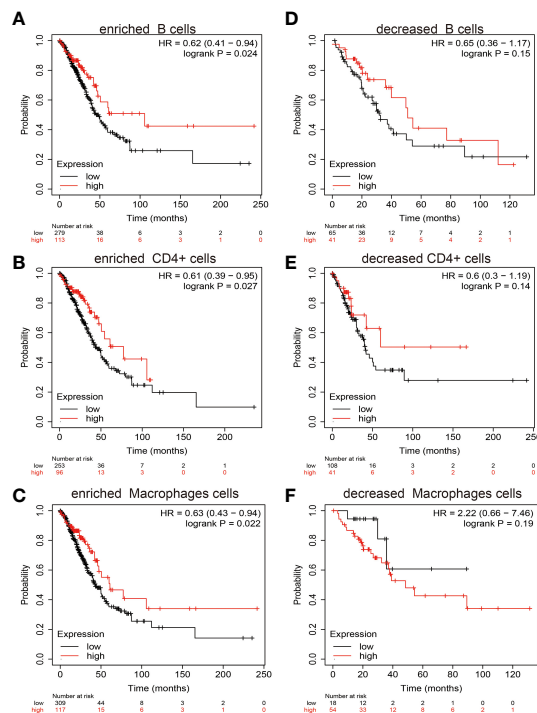 A
enriched B cells
HR = 0.62 (0.41 − 0.94)
logrank P = 0.024
Probability
1.0
0.8
0.6
0.4
0.2
0.0
Expression
low
high
0 50 100 150 200 250
Time (months)
Number at risk
low 279 38 6 3 2 0
high 113 16 6 3 1 0
D
decreased B cells
HR = 0.65 (0.36 − 1.17)
logrank P = 0.15
Probability
1.0
0.8
0.6
0.4
0.2
0.0
Expression
low
high
0 20 40 60 80 100 120
Time (months)
Number at risk
low 65 36 12 7 4 2 1
high 41 23 9 5 4 2 1
B
enriched CD4+ cells
HR = 0.61 (0.39 − 0.95)
logrank P = 0.027
Probability
1.0
0.8
0.6
0.4
0.2
0.0
Expression
low
high
0 50 100 150 200
Time (months)
Number at risk
low 253 36 7 2 1
high 96 13 3 0 0
E
decreased CD4+ cells
HR = 0.6 (0.3 − 1.19)
logrank P = 0.14
Probability
1.0
0.8
0.6
0.4
0.2
0.0
Expression
low
high
0 50 100 150 200 250
Time (months)
Number at risk
low 108 16 3 2 2 0
high 41 6 3 2 0 0
C
enriched Macrophages cells
HR = 0.63 (0.43 − 0.94)
logrank P = 0.022
Probability
1.0
0.8
0.6
0.4
0.2
0.0
Expression
low
high
0 50 100 150 200 250
Time (months)
Number at risk
low 309 44 8 3 2 0
high 117 15 6 3 1 0
F
decreased Macrophages cells
HR = 2.22 (0.66 − 7.46)
logrank P = 0.19
Probability
1.0
0.8
0.6
0.4
0.2
0.0
Expression
low
high
0 20 40 60 80 100 120
Time (months)
Number at risk
low 18 12 2 2 1 0 0
high 54 33 12 8 6 2 1